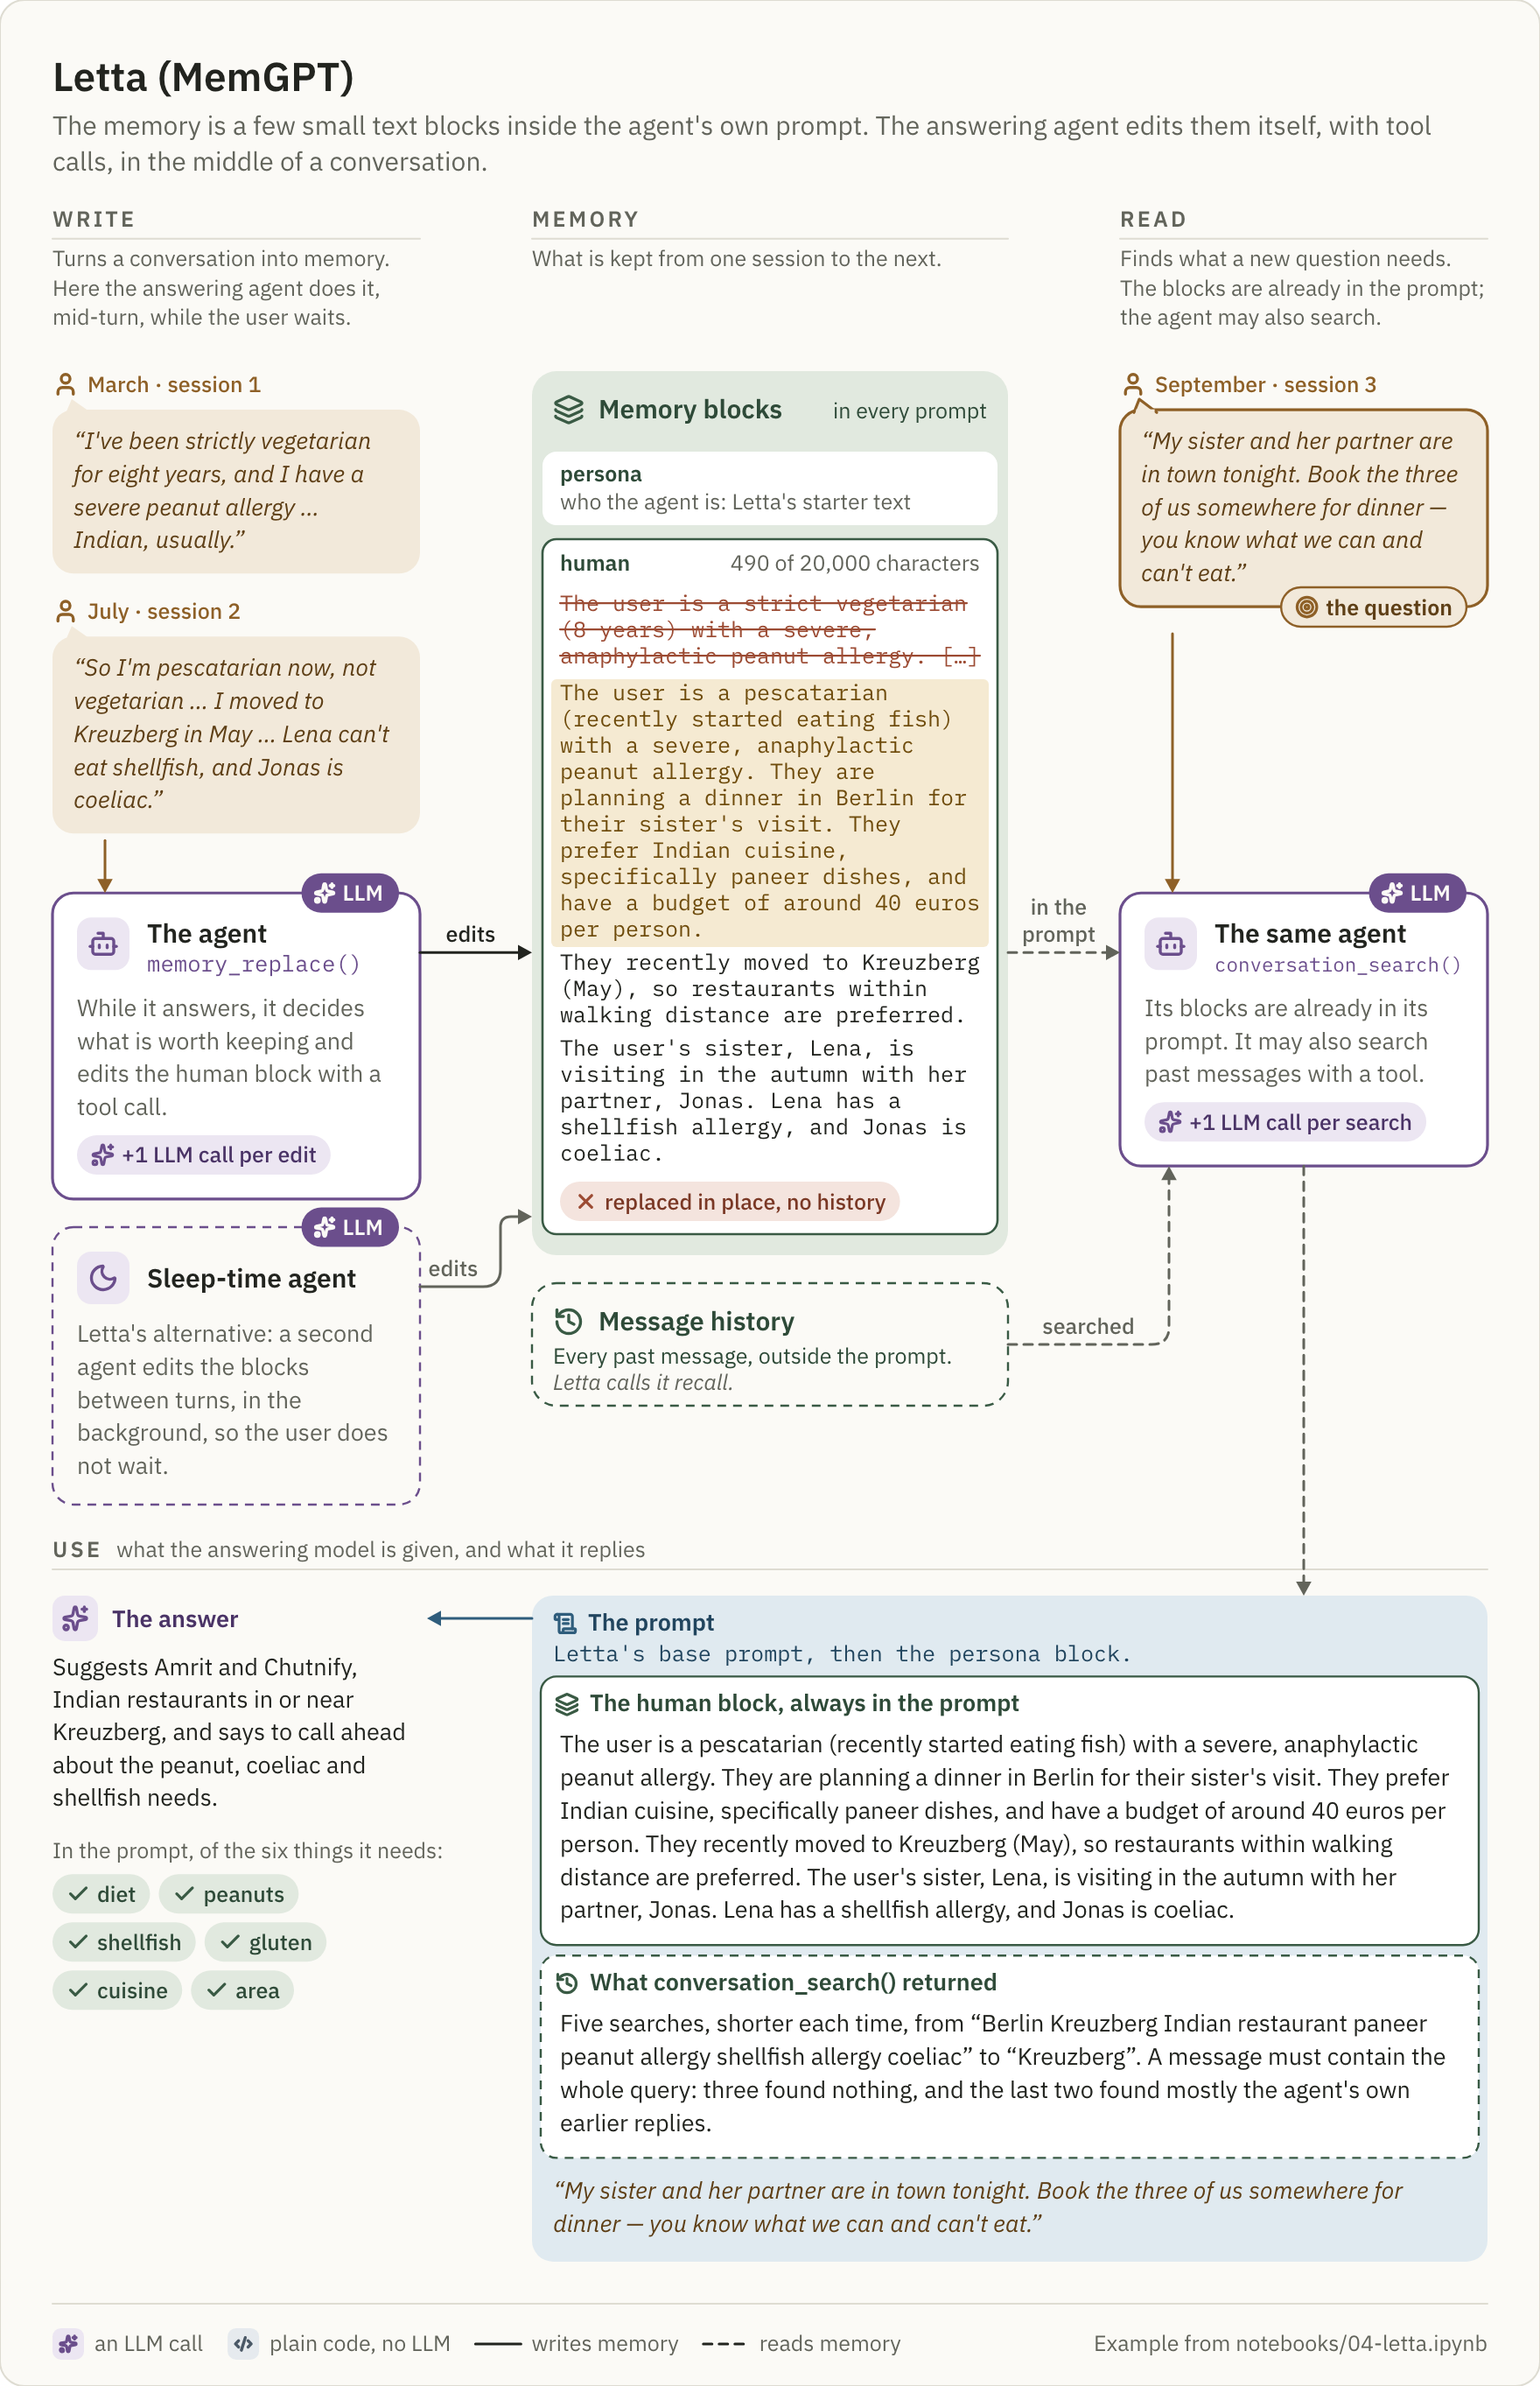 Letta (MemGPT)
The memory is a few small text blocks inside the agent's own prompt. The answering agent edits them itself, with tool
calls, in the middle of a conversation.
WRITE
Turns a conversation into memory.
Here the answering agent does it,
mid-turn, while the user waits.
March · session 1
“I've been strictly vegetarian
for eight years, and I have a
severe peanut allergy ...
Indian, usually.”
July · session 2
“So I'm pescatarian now, not
vegetarian ... I moved to
Kreuzberg in May ... Lena can't
eat shellfish, and Jonas is
coeliac.”
LLM
The agent
memory_replace()
While it answers, it decides
what is worth keeping and
edits the human block with a
tool call.
+1 LLM call per edit
edits
LLM
Sleep-time agent
Letta's alternative: a second
agent edits the blocks
between turns, in the
background, so the user does
not wait.
edits
MEMORY
What is kept from one session to the next.
Memory blocks in every prompt
persona
who the agent is: Letta's starter text
human 490 of 20,000 characters
The user is a strict vegetarian
(8 years) with a severe,
anaphylactic peanut allergy. […]
The user is a pescatarian
(recently started eating fish)
with a severe, anaphylactic
peanut allergy. They are
planning a dinner in Berlin for
their sister's visit. They
prefer Indian cuisine,
specifically paneer dishes, and
have a budget of around 40 euros
per person.
They recently moved to Kreuzberg
(May), so restaurants within
walking distance are preferred.
The user's sister, Lena, is
visiting in the autumn with her
partner, Jonas. Lena has a
shellfish allergy, and Jonas is
coeliac.
replaced in place, no history
Message history
Every past message, outside the prompt.
Letta calls it recall.
READ
Finds what a new question needs.
The blocks are already in the prompt;
the agent may also search.
September · session 3
“My sister and her partner are
in town tonight. Book the three
of us somewhere for dinner —
you know what we can and
can't eat.”
the question
in the
prompt
LLM
The same agent
conversation_search()
Its blocks are already in its
prompt. It may also search
past messages with a tool.
+1 LLM call per search
searched
USE what the answering model is given, and what it replies
The answer
Suggests Amrit and Chutnify,
Indian restaurants in or near
Kreuzberg, and says to call ahead
about the peanut, coeliac and
shellfish needs.
In the prompt, of the six things it needs:
diet peanuts
shellfish gluten
cuisine area
The prompt
Letta's base prompt, then the persona block.
The human block, always in the prompt
The user is a pescatarian (recently started eating fish) with a severe, anaphylactic
peanut allergy. They are planning a dinner in Berlin for their sister's visit. They prefer
Indian cuisine, specifically paneer dishes, and have a budget of around 40 euros per
person. They recently moved to Kreuzberg (May), so restaurants within walking
distance are preferred. The user's sister, Lena, is visiting in the autumn with her
partner, Jonas. Lena has a shellfish allergy, and Jonas is coeliac.
What conversation_search() returned
Five searches, shorter each time, from “Berlin Kreuzberg Indian restaurant paneer
peanut allergy shellfish allergy coeliac” to “Kreuzberg”. A message must contain the
whole query: three found nothing, and the last two found mostly the agent's own
earlier replies.
“My sister and her partner are in town tonight. Book the three of us somewhere for
dinner — you know what we can and can't eat.”
an LLM call plain code, no LLM writes memory reads memory Example from notebooks/04-letta.ipynb